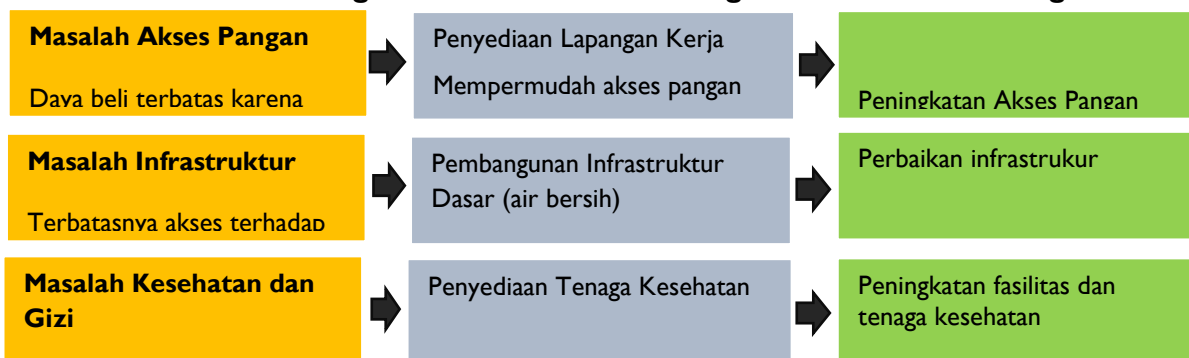 Masalah Akses Pangan
Daya beli terbatas karena
Penyediaan Lapangan Kerja
Mempermudah akses pangan
Peningkatan Akses Pangan
Masalah Infrastruktur
Terbatasnya akses terhadap
Pembangunan Infrastruktur
Dasar (air bersih)
Perbaikan infrastrukur
Masalah Kesehatan dan
Gizi
Penyediaan Tenaga Kesehatan
Peningkatan fasilitas dan
tenaga kesehatan